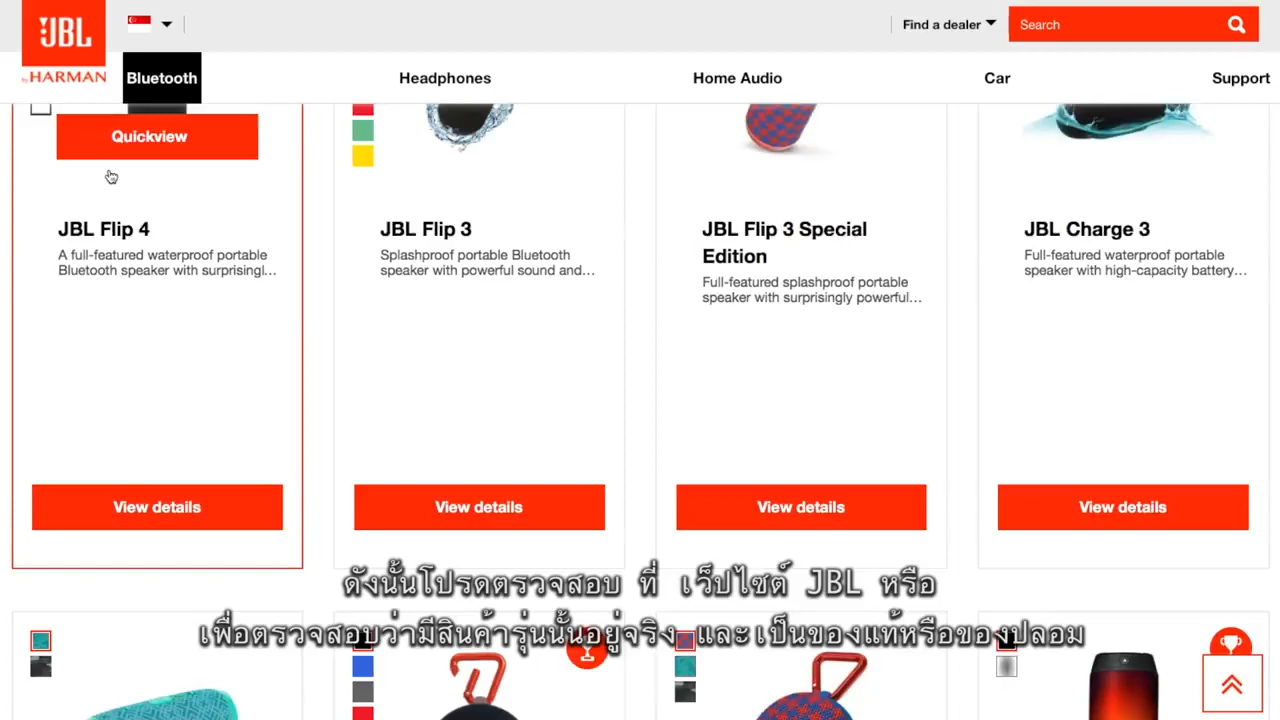 JBL
by HARMAN
Find a dealer
Search
Bluetooth
Headphones
Home Audio
Car
Support
Quickview
JBL Flip 4
A full-featured waterproof portable
Bluetooth speaker with surprisingl...
JBL Flip 3
Splashproof portable Bluetooth
speaker with powerful sound and...
JBL Flip 3 Special
Edition
Full-featured splashproof portable
speaker with surprisingly powerful...
JBL Charge 3
Full-featured waterproof portable
speaker with high-capacity battery...
View details
View details
View details
View details
ดังนั้นโปรดตรวจสอบ ที่ เว็ปไซต์ JBL หรือ
เพื่อตรวจสอบว่ามีสินค้ารุ่นนั้นอยู่จริง และเป็นของแท้หรือของปลอม